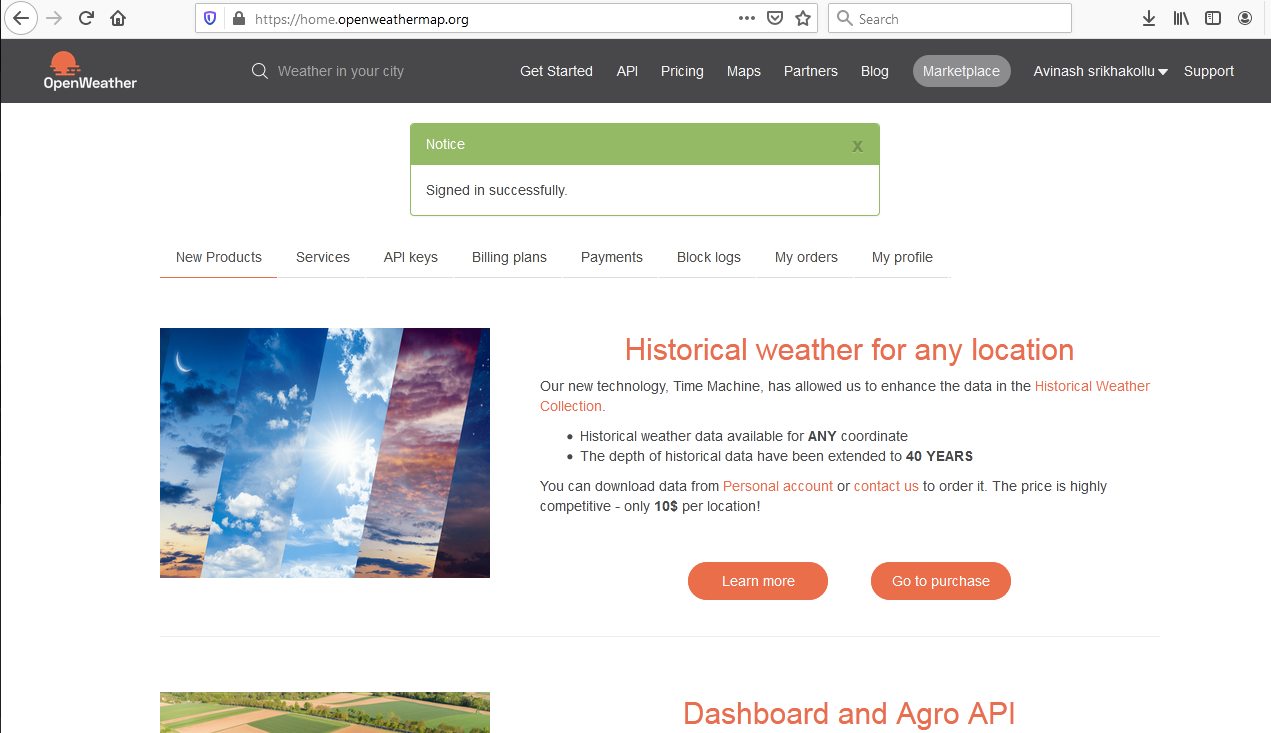 https://home.openweathermap.org
Search
OpenWeather
Weather in your city
Get Started
API
Pricing
Maps
Partners
Blog
Marketplace
Avinash srikhakollu
Support
Notice
x
Signed in successfully.
New Products
Services
API keys
Billing plans
Payments
Block logs
My orders
My profile
Historical weather for any location
Our new technology, Time Machine, has allowed us to enhance the data in the Historical Weather
Collection.
• Historical weather data available for ANY coordinate
• The depth of historical data have been extended to 40 YEARS
You can download data from Personal account or contact us to order it. The price is highly
competitive - only 10$ per location!
Learn more
Go to purchase
Dashboard and Agro API